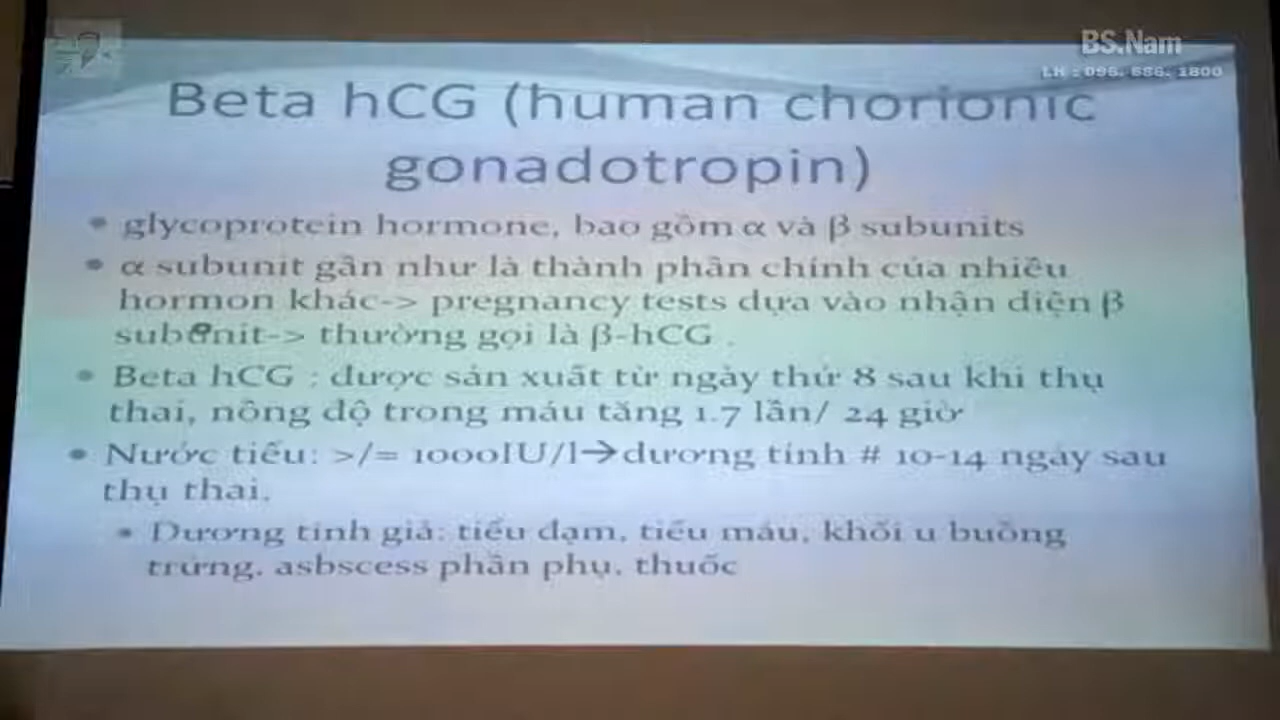 BS.Nam
LH : 096. 686. 1800
Beta hCG (human chorionic
gonadotropin)
• glycoprotein hormone, bao gồm α và β subunits
• α subunit gần như là thành phần chính của nhiều
hormon khác-> pregnancy tests dựa vào nhận diện β
subunit-> thường gọi là β-hCG .
• Beta hCG : được sản xuất từ ngày thứ 8 sau khi thụ
thai, nồng độ trong máu tăng 1.7 lần/ 24 giờ
• Nước tiểu: >/= 1000IU/l→dương tính # 10-14 ngày sau
thụ thai.
• Dương tính giả: tiểu đạm, tiểu máu, khối u buồng
trứng, asbscess phần phụ, thuốc